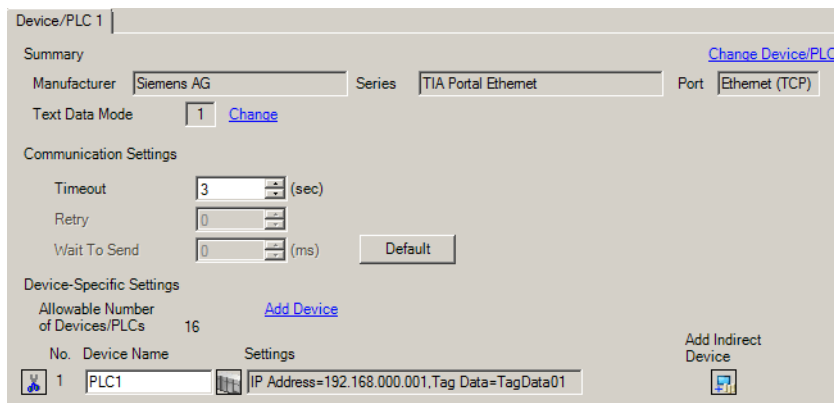 Device/PLC 1
Summary
Change Device/PLC
Manufacturer Siemens AG Series TIA Portal Ethernet Port Ethernet (TCP)
Text Data Mode 1 Change
Communication Settings
Timeout 3 (sec)
Retry 0
Wait To Send 0 (ms) Default
Device-Specific Settings
Allowable Number
of Devices/PLCs 16 Add Device
No. Device Name Settings Add Indirect
Device
1 PLC1 IP Address=192.168.000.001,Tag Data=TagData01